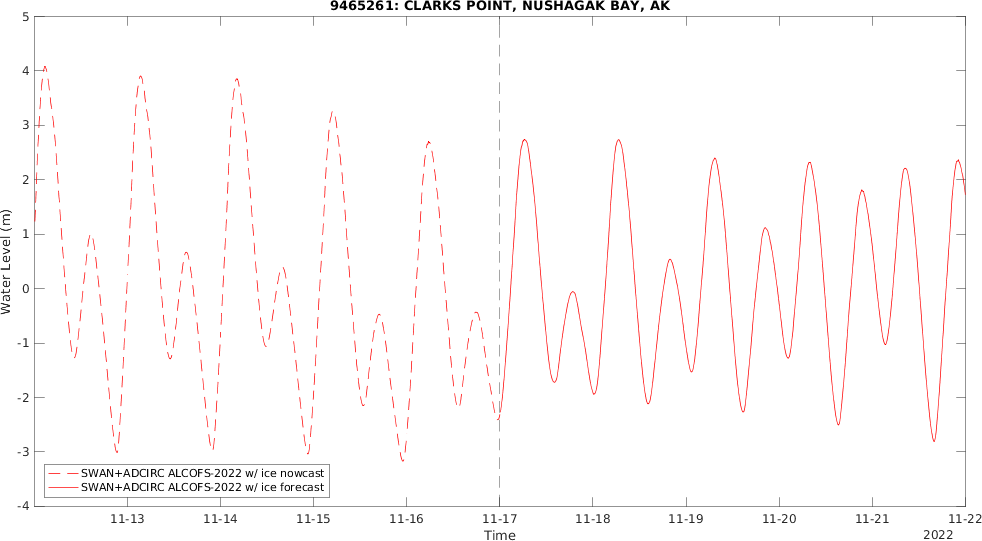 9465261: CLARKS POINT, NUSHAGAK BAY, AK
Water Level (m)
5
4
3
2
1
0
-1
-2
-3
-4
SWAN+ADCIRC ALCOFS-2022 w/ ice nowcast
SWAN+ADCIRC ALCOFS-2022 w/ ice forecast
11-13 11-14 11-15 11-16 11-17 11-18 11-19 11-20 11-21 11-22
Time
2022